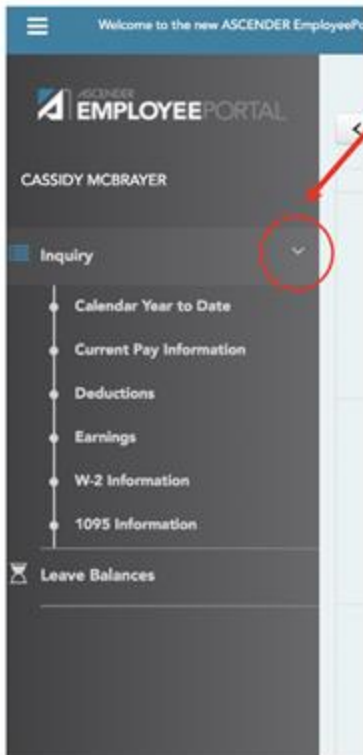 Welcome to the new ASCENDER EmployeePo
ASCENDER
EMPLOYEEPORTAL
CASSIDY MCBRAYER
Inquiry
Calendar Year to Date
Current Pay Information
Deductions
Earnings
W-2 Information
1095 Information
Leave Balances